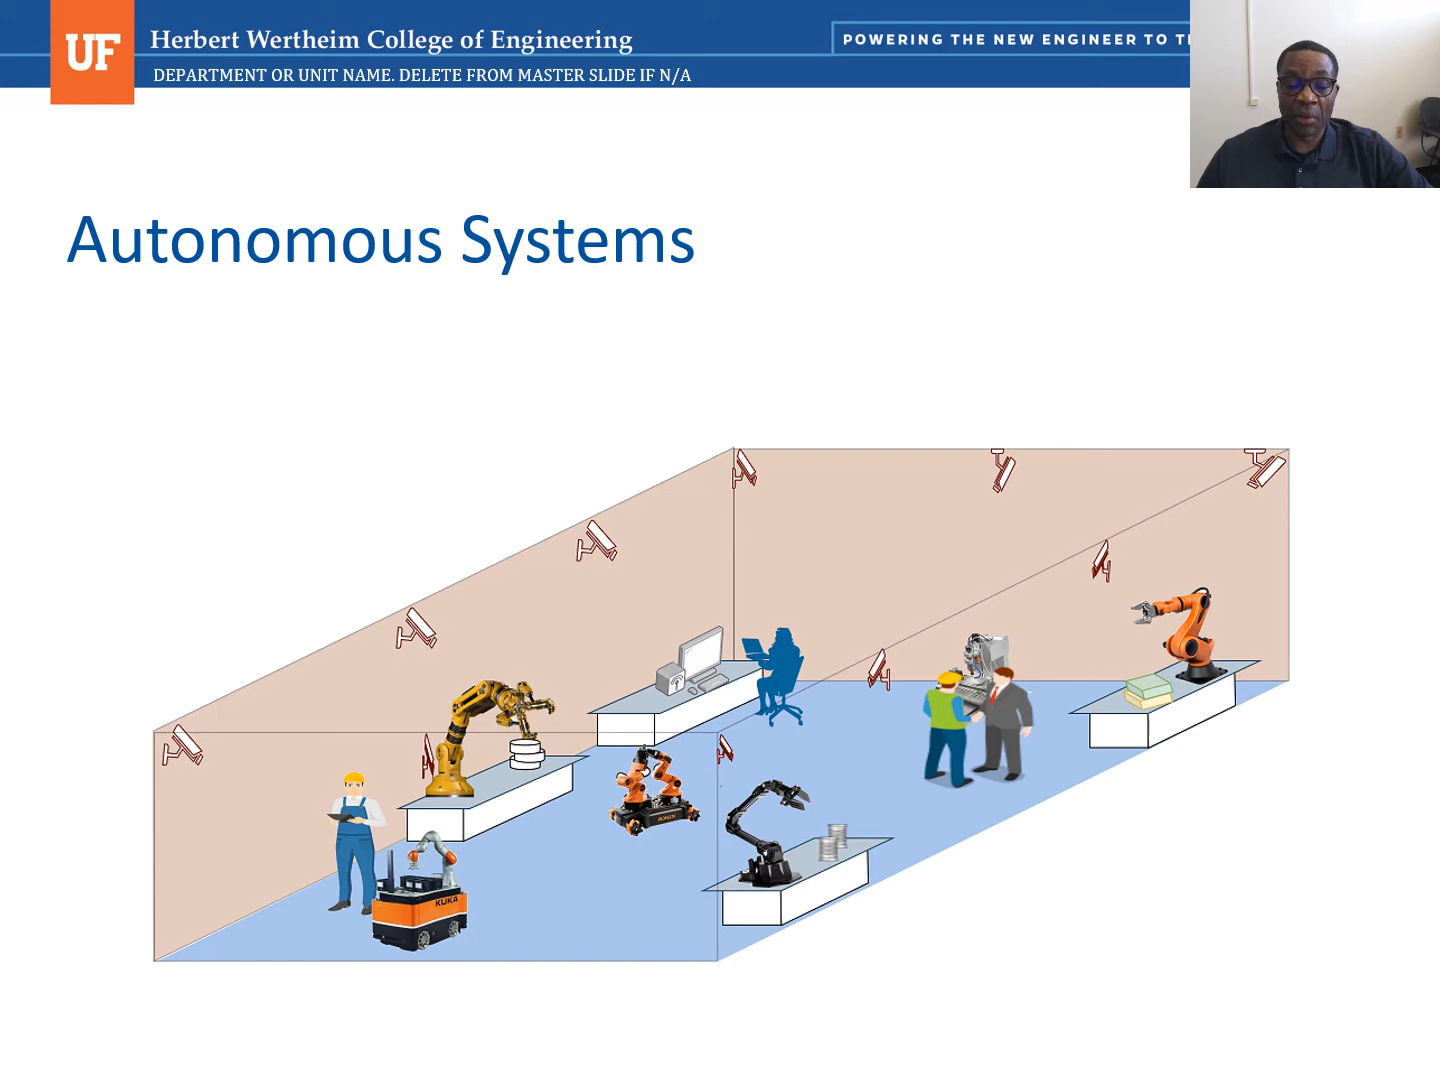 UF
Herbert Wertheim College of Engineering
POWERING THE NEW ENGINEER TO
DEPARTMENT OR UNIT NAME. DELETE FROM MASTER SLIDE IF N/A
Autonomous Systems
KUKA